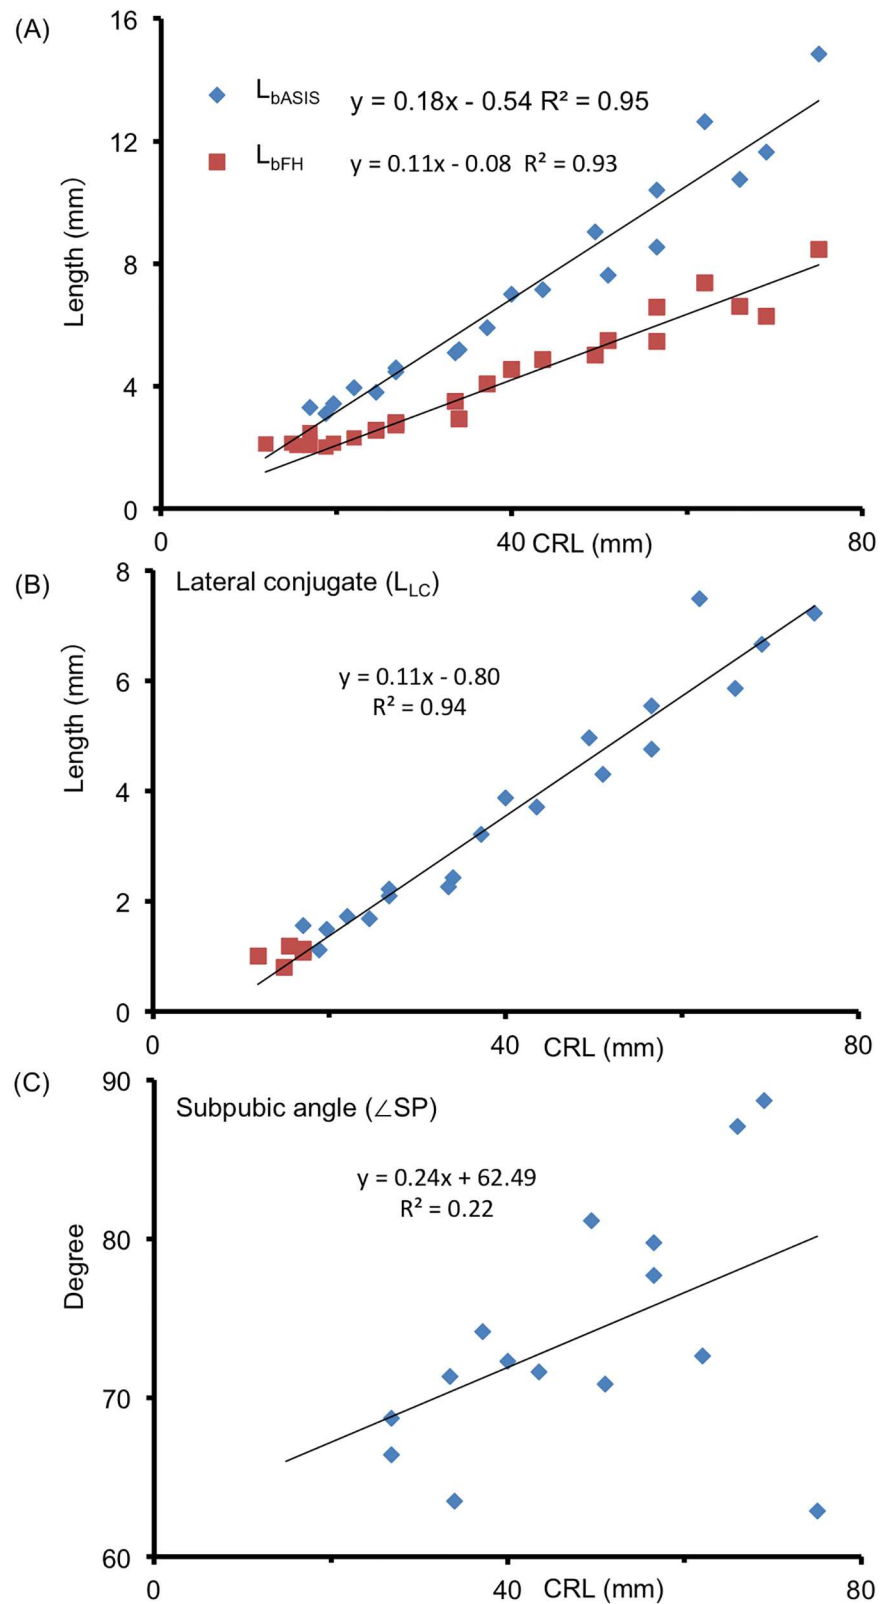 (A)
16
12
8
4
0
Length (mm)
L_bASIS y = 0.18x - 0.54 R² = 0.95
L_bFH y = 0.11x - 0.08 R² = 0.93
0 40 CRL (mm) 80
(B)
8
6
4
2
0
Length (mm)
Lateral conjugate (L_LC)
y = 0.11x - 0.80
R² = 0.94
0 40 CRL (mm) 80
(C)
90
80
70
60
Degree
Subpubic angle (∠SP)
y = 0.24x + 62.49
R² = 0.22
0 40 CRL (mm) 80